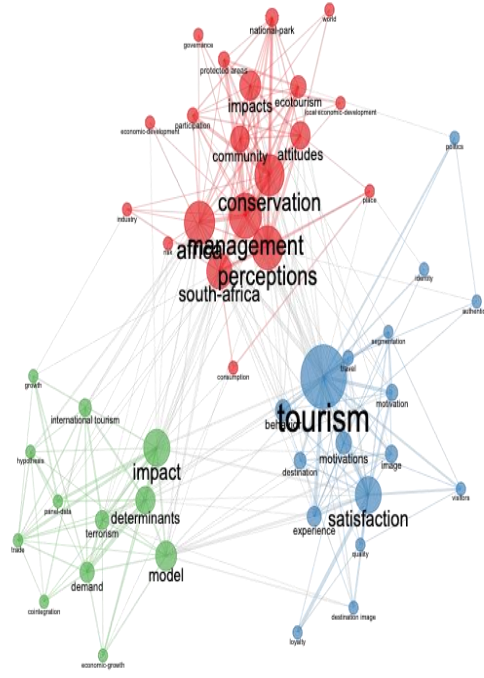 world
national-park
governance
protected areas
impacts
ecotourism
local economic-development
participation
economic-development
community
attitudes
politics
conservation
place
industry
management
africa
risk
perceptions
south-africa
identity
authenti
segmentation
travel
consumption
growth
motivation
international tourism
tourism
behavior
hypothesis
motivations
image
impact
destination
visitors
panel-data
determinants
satisfaction
terrorism
experience
trade
quality
model
demand
cointegration
destination image
loyalty
economic-growth